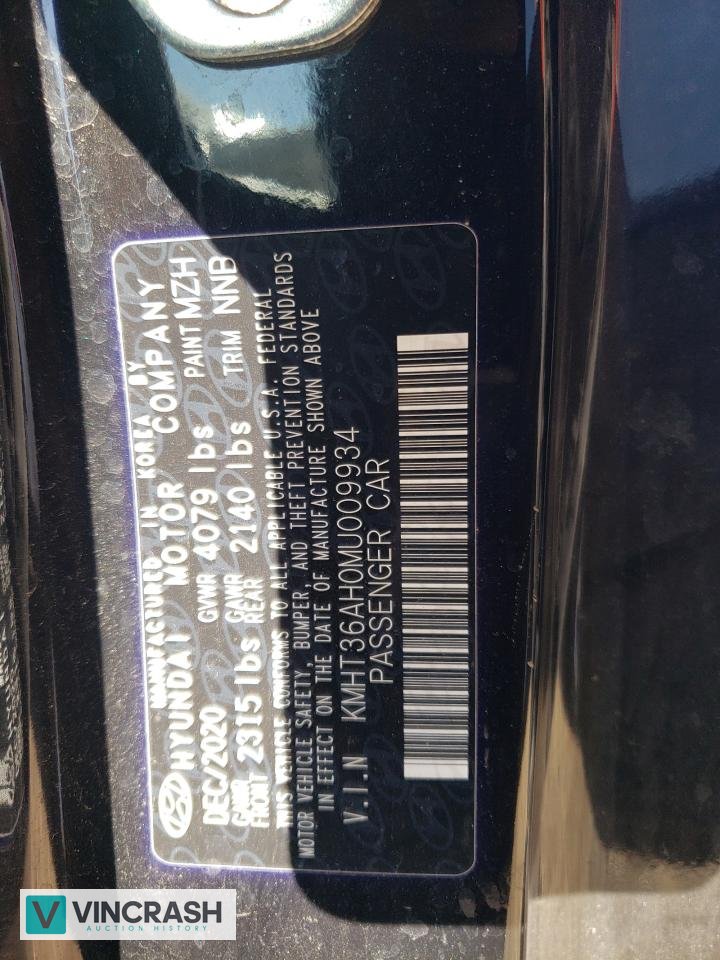 MANUFACTURED IN KOREA BY
HYUNDAI MOTOR COMPANY
DEC/2020 GVWR 4079 lbs PAINT MZH
GAWR FRONT 2315 lbs GAWR REAR 2140 lbs TRIM NNB
THIS VEHICLE CONFORMS TO ALL APPLICABLE U.S.A. FEDERAL
MOTOR VEHICLE SAFETY, BUMPER, AND THEFT PREVENTION STANDARDS
IN EFFECT ON THE DATE OF MANUFACTURE SHOWN ABOVE
V.I.N KMHT36AH0MU009934
PASSENGER CAR
V VINCRASH
AUCTION HISTORY